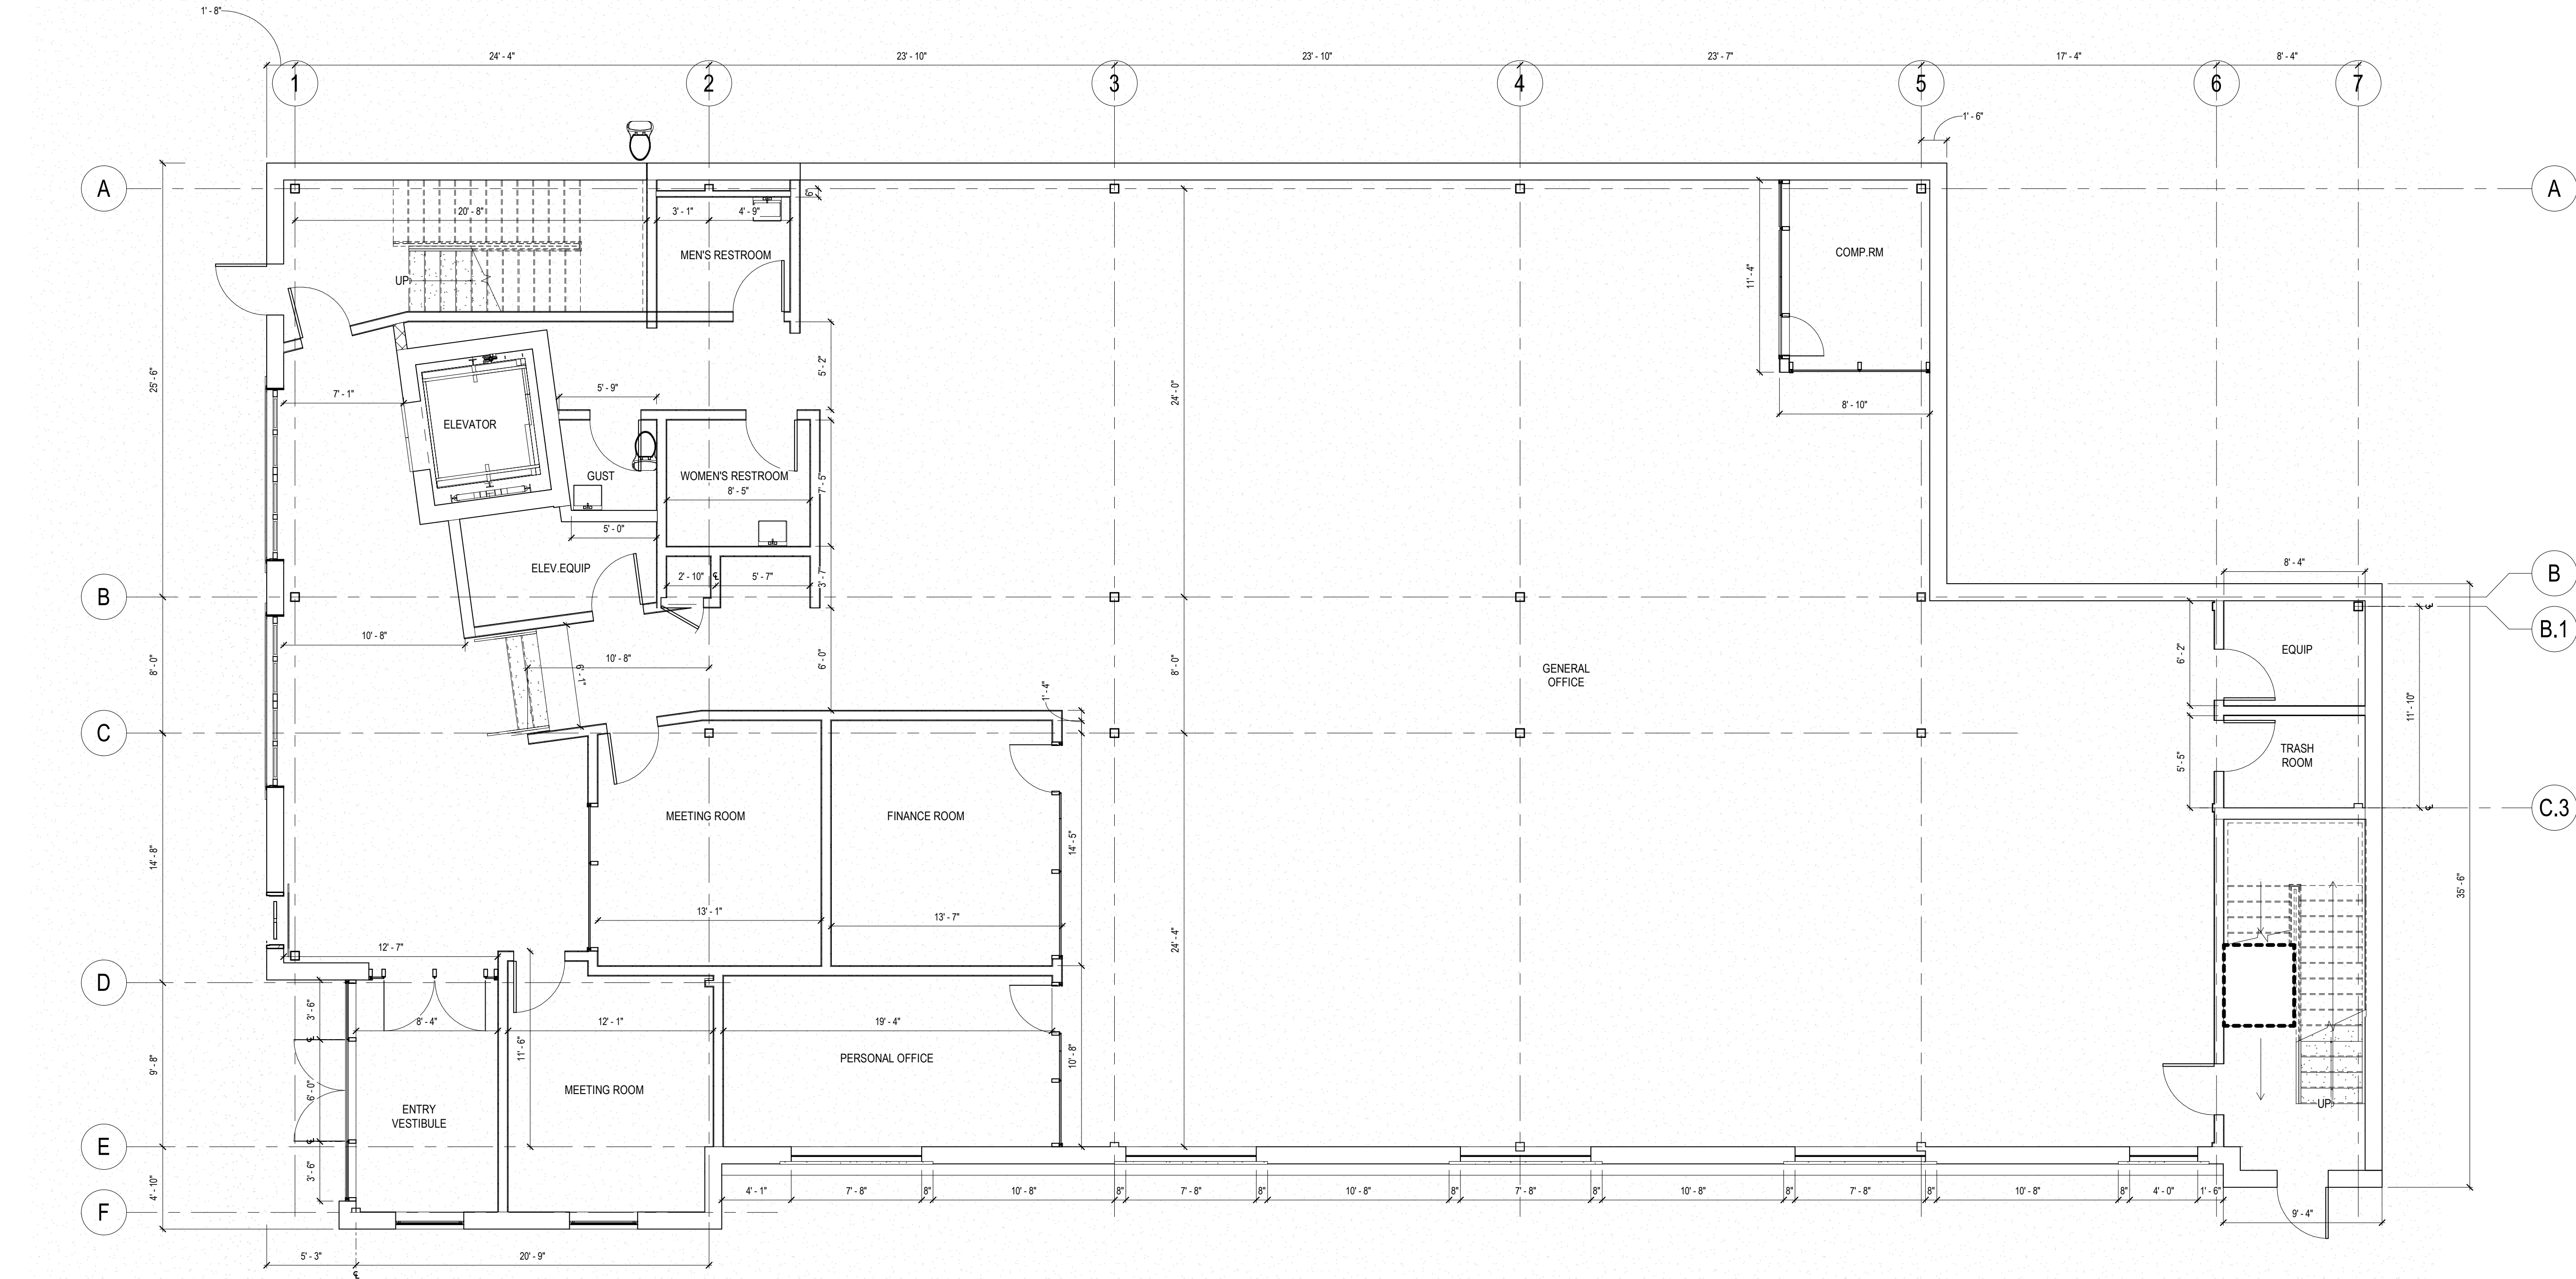 1' - 8"
24' - 4"
23' - 10"
23' - 10"
23' - 7"
17' - 4"
8' - 4"
1
2
3
4
5
6
7
1' - 6"
A
A
6"
20' - 8"
3' - 1"
4' - 9"
MEN'S RESTROOM
COMP.RM
UP
11' - 4"
25' - 6"
5' - 2"
24' - 0"
7' - 1"
5' - 9"
8' - 10"
ELEVATOR
GUST
WOMEN'S RESTROOM
8' - 5"
7' - 5"
5' - 0"
ELEV.EQUIP
2' - 10"
5' - 7"
3' - 7"
8' - 4"
B
B
B.1
10' - 8"
10' - 8"
9' - 1"
6' - 0"
8' - 0"
8' - 0"
GENERAL
OFFICE
6' - 2"
EQUIP
1' - 4"
11' - 10"
C
TRASH
ROOM
5' - 5"
C.3
MEETING ROOM
FINANCE ROOM
14' - 8"
14' - 5"
35' - 6"
13' - 1"
13' - 7"
24' - 4"
12' - 7"
D
3' - 6"
8' - 4"
12' - 1"
19' - 4"
11' - 6"
10' - 8"
PERSONAL OFFICE
9' - 8"
6' - 0"
MEETING ROOM
ENTRY
VESTIBULE
UP
E
3' - 6"
4' - 10"
4' - 1"
7' - 8"
8"
10' - 8"
8"
7' - 8"
8"
10' - 8"
8"
7' - 8"
8"
10' - 8"
8"
7' - 8"
8"
10' - 8"
8"
4' - 0"
1' - 6"
F
9' - 4"
5' - 3"
20' - 9"